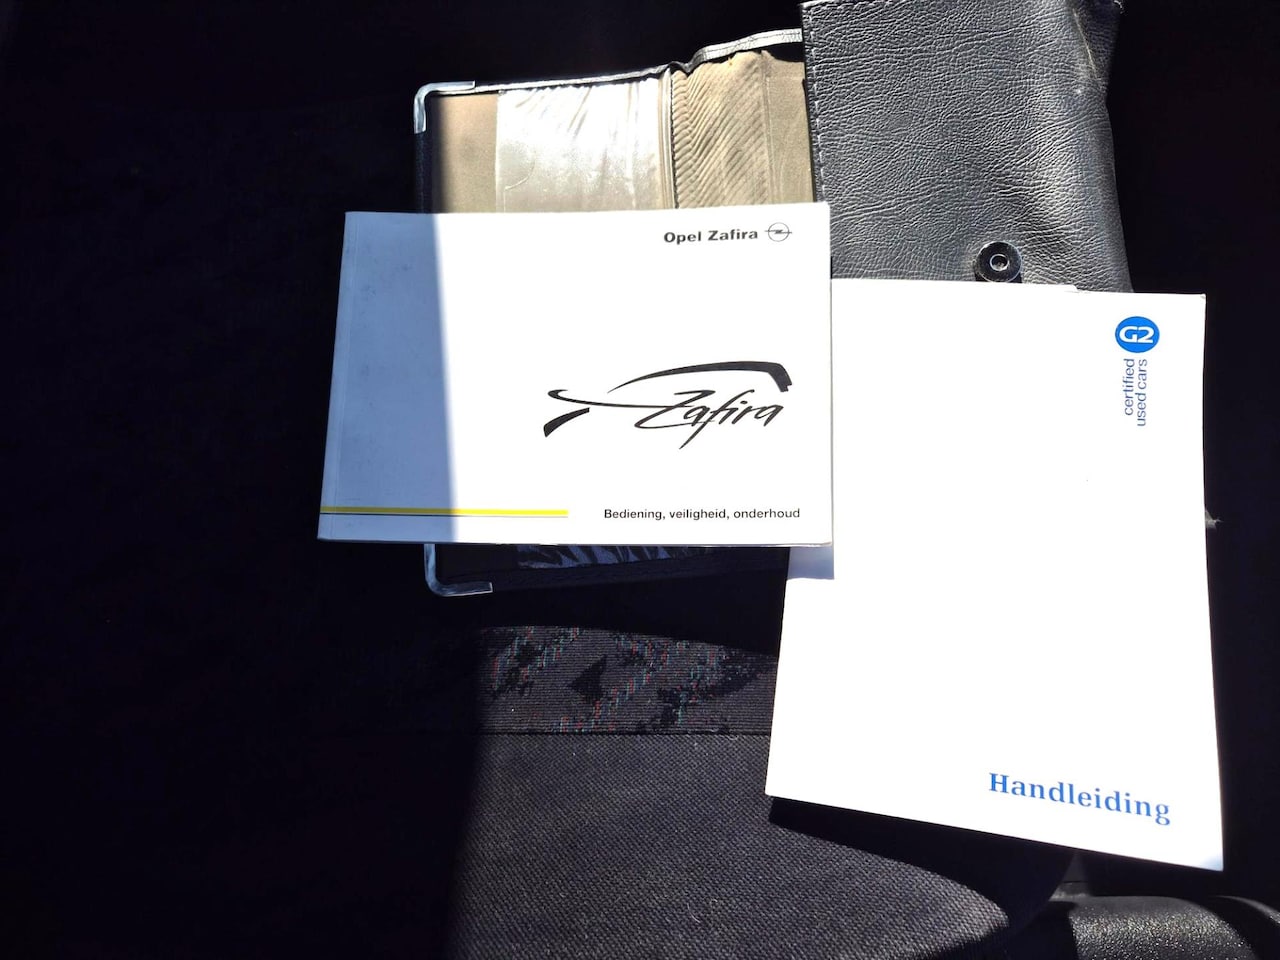 Opel Zafira
Zafira
Bediening, veiligheid, onderhoud
G2
certified
used cars
Handleiding